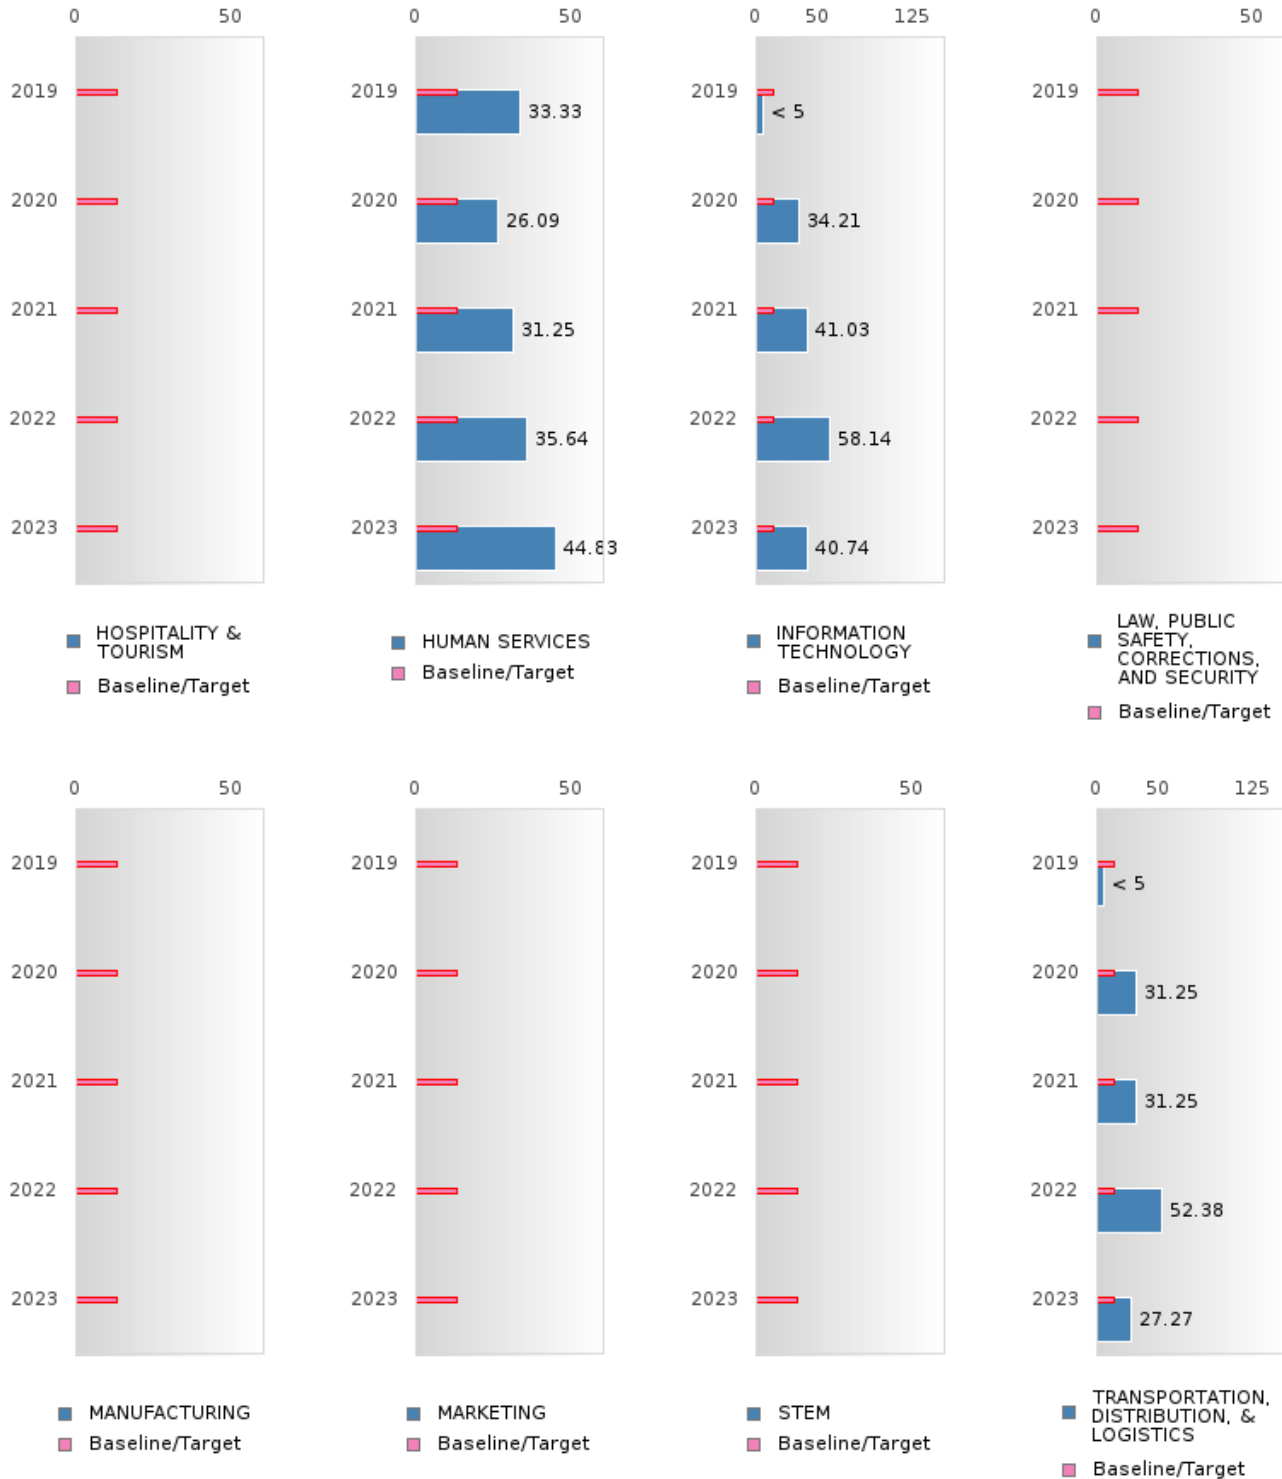 0 50
2019
2020
2021
2022
2023
HOSPITALITY &
TOURISM
Baseline/Target
0 50
2019 33.33
2020 26.09
2021 31.25
2022 35.64
2023 44.83
HUMAN SERVICES
Baseline/Target
0 50 125
2019 < 5
2020 34.21
2021 41.03
2022 58.14
2023 40.74
INFORMATION
TECHNOLOGY
Baseline/Target
0 50
2019
2020
2021
2022
2023
LAW, PUBLIC
SAFETY,
CORRECTIONS,
AND SECURITY
Baseline/Target
0 50
2019
2020
2021
2022
2023
MANUFACTURING
Baseline/Target
0 50
2019
2020
2021
2022
2023
MARKETING
Baseline/Target
0 50
2019
2020
2021
2022
2023
STEM
Baseline/Target
0 50 125
2019 < 5
2020 31.25
2021 31.25
2022 52.38
2023 27.27
TRANSPORTATION,
DISTRIBUTION, &
LOGISTICS
Baseline/Target